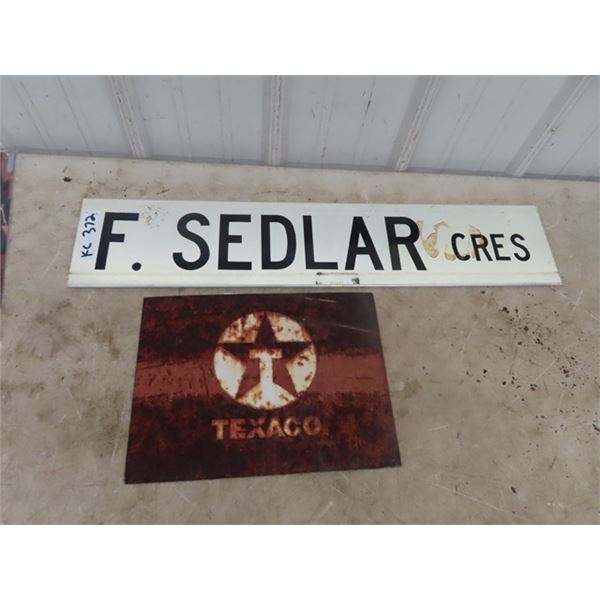 KC 372
F. SEDLAR CRES
T
TEXACO